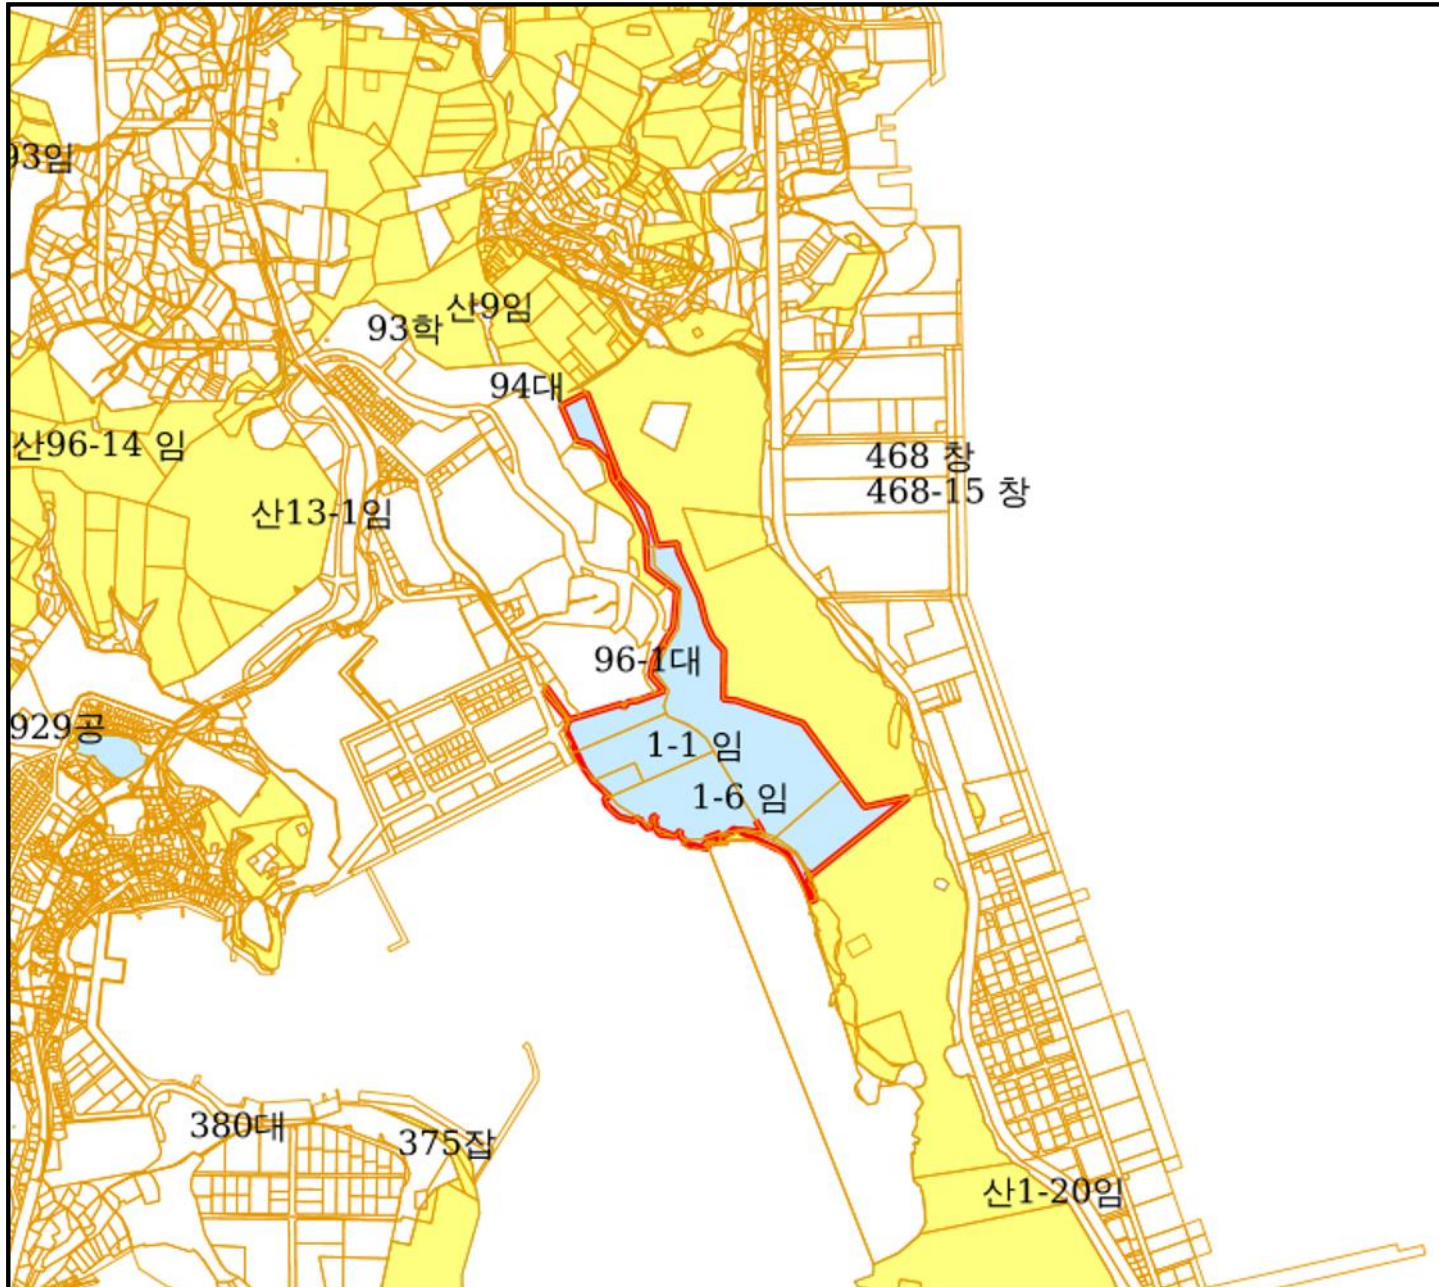 93임
산9임
93학
94대
산96-14 임
468 창
468-15 창
산13-1임
96-1대
929공
1-1 임
1-6 임
380대
375잡
산1-20임